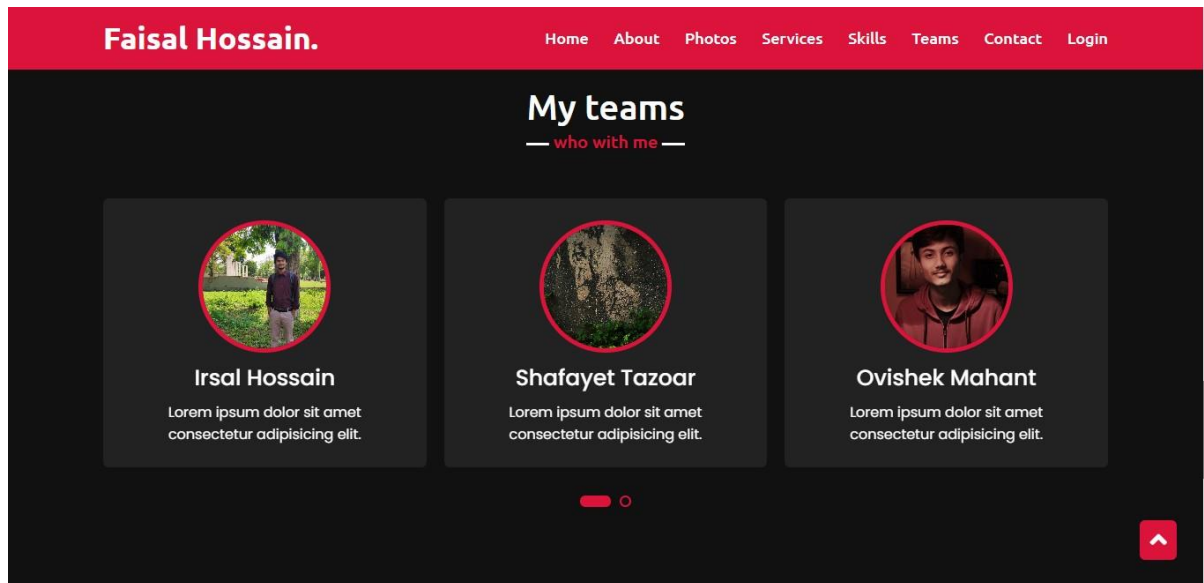 Faisal Hossain.
Home About Photos Services Skills Teams Contact Login
My teams
who with me
Irsal Hossain
Lorem ipsum dolor sit amet
consectetur adipisicing elit.
Shafayet Tazoar
Lorem ipsum dolor sit amet
consectetur adipisicing elit.
Ovishek Mahant
Lorem ipsum dolor sit amet
consectetur adipisicing elit.